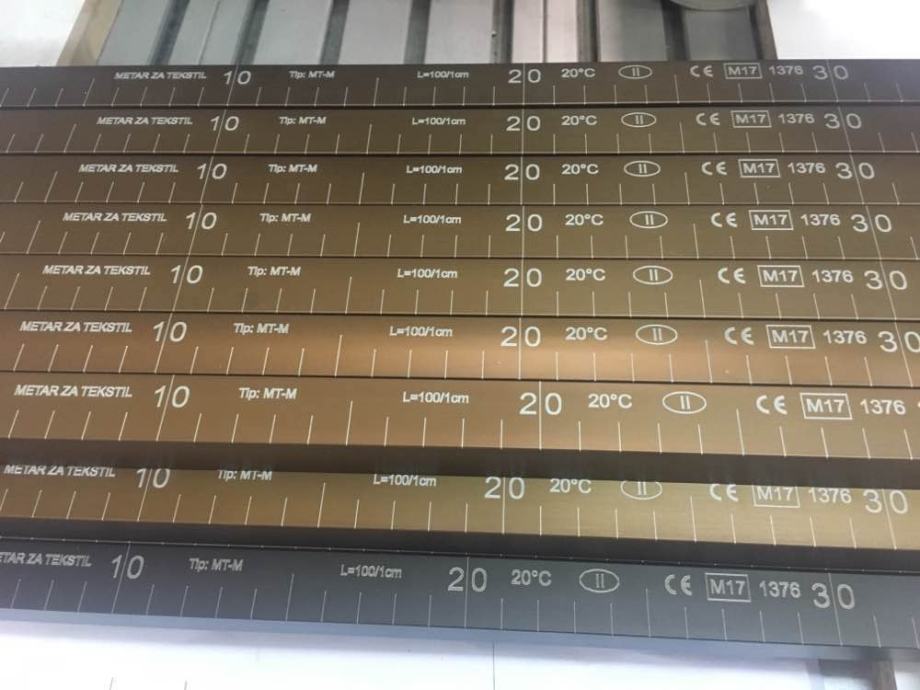 METAR ZA TEKSTIL 10 Tip: MT-M L=100/1cm 20 20°C II CE M17 1376 30
METAR ZA TEKSTIL 10 Tip: MT-M L=100/1cm 20 20°C II CE M17 1376 30
METAR ZA TEKSTIL 10 Tip: MT-M L=100/1cm 20 20°C II CE M17 1376 30
METAR ZA TEKSTIL 10 Tip: MT-M L=100/1cm 20 20°C II CE M17 1376 30
METAR ZA TEKSTIL 10 Tip: MT-M L=100/1cm 20 20°C II CE M17 1376 30
METAR ZA TEKSTIL 10 Tip: MT-M L=100/1cm 20 20°C II CE M17 1376 30
METAR ZA TEKSTIL 10 Tip: MT-M L=100/1cm 20 20°C II CE M17 1376
METAR ZA TEKSTIL 10 Tip: MT-M L=100/1cm 20 20°C II CE M17 1376 30
ETAR ZA TEKSTIL 10 Tip: MT-M L=100/1cm 20 20°C II CE M17 1376 30